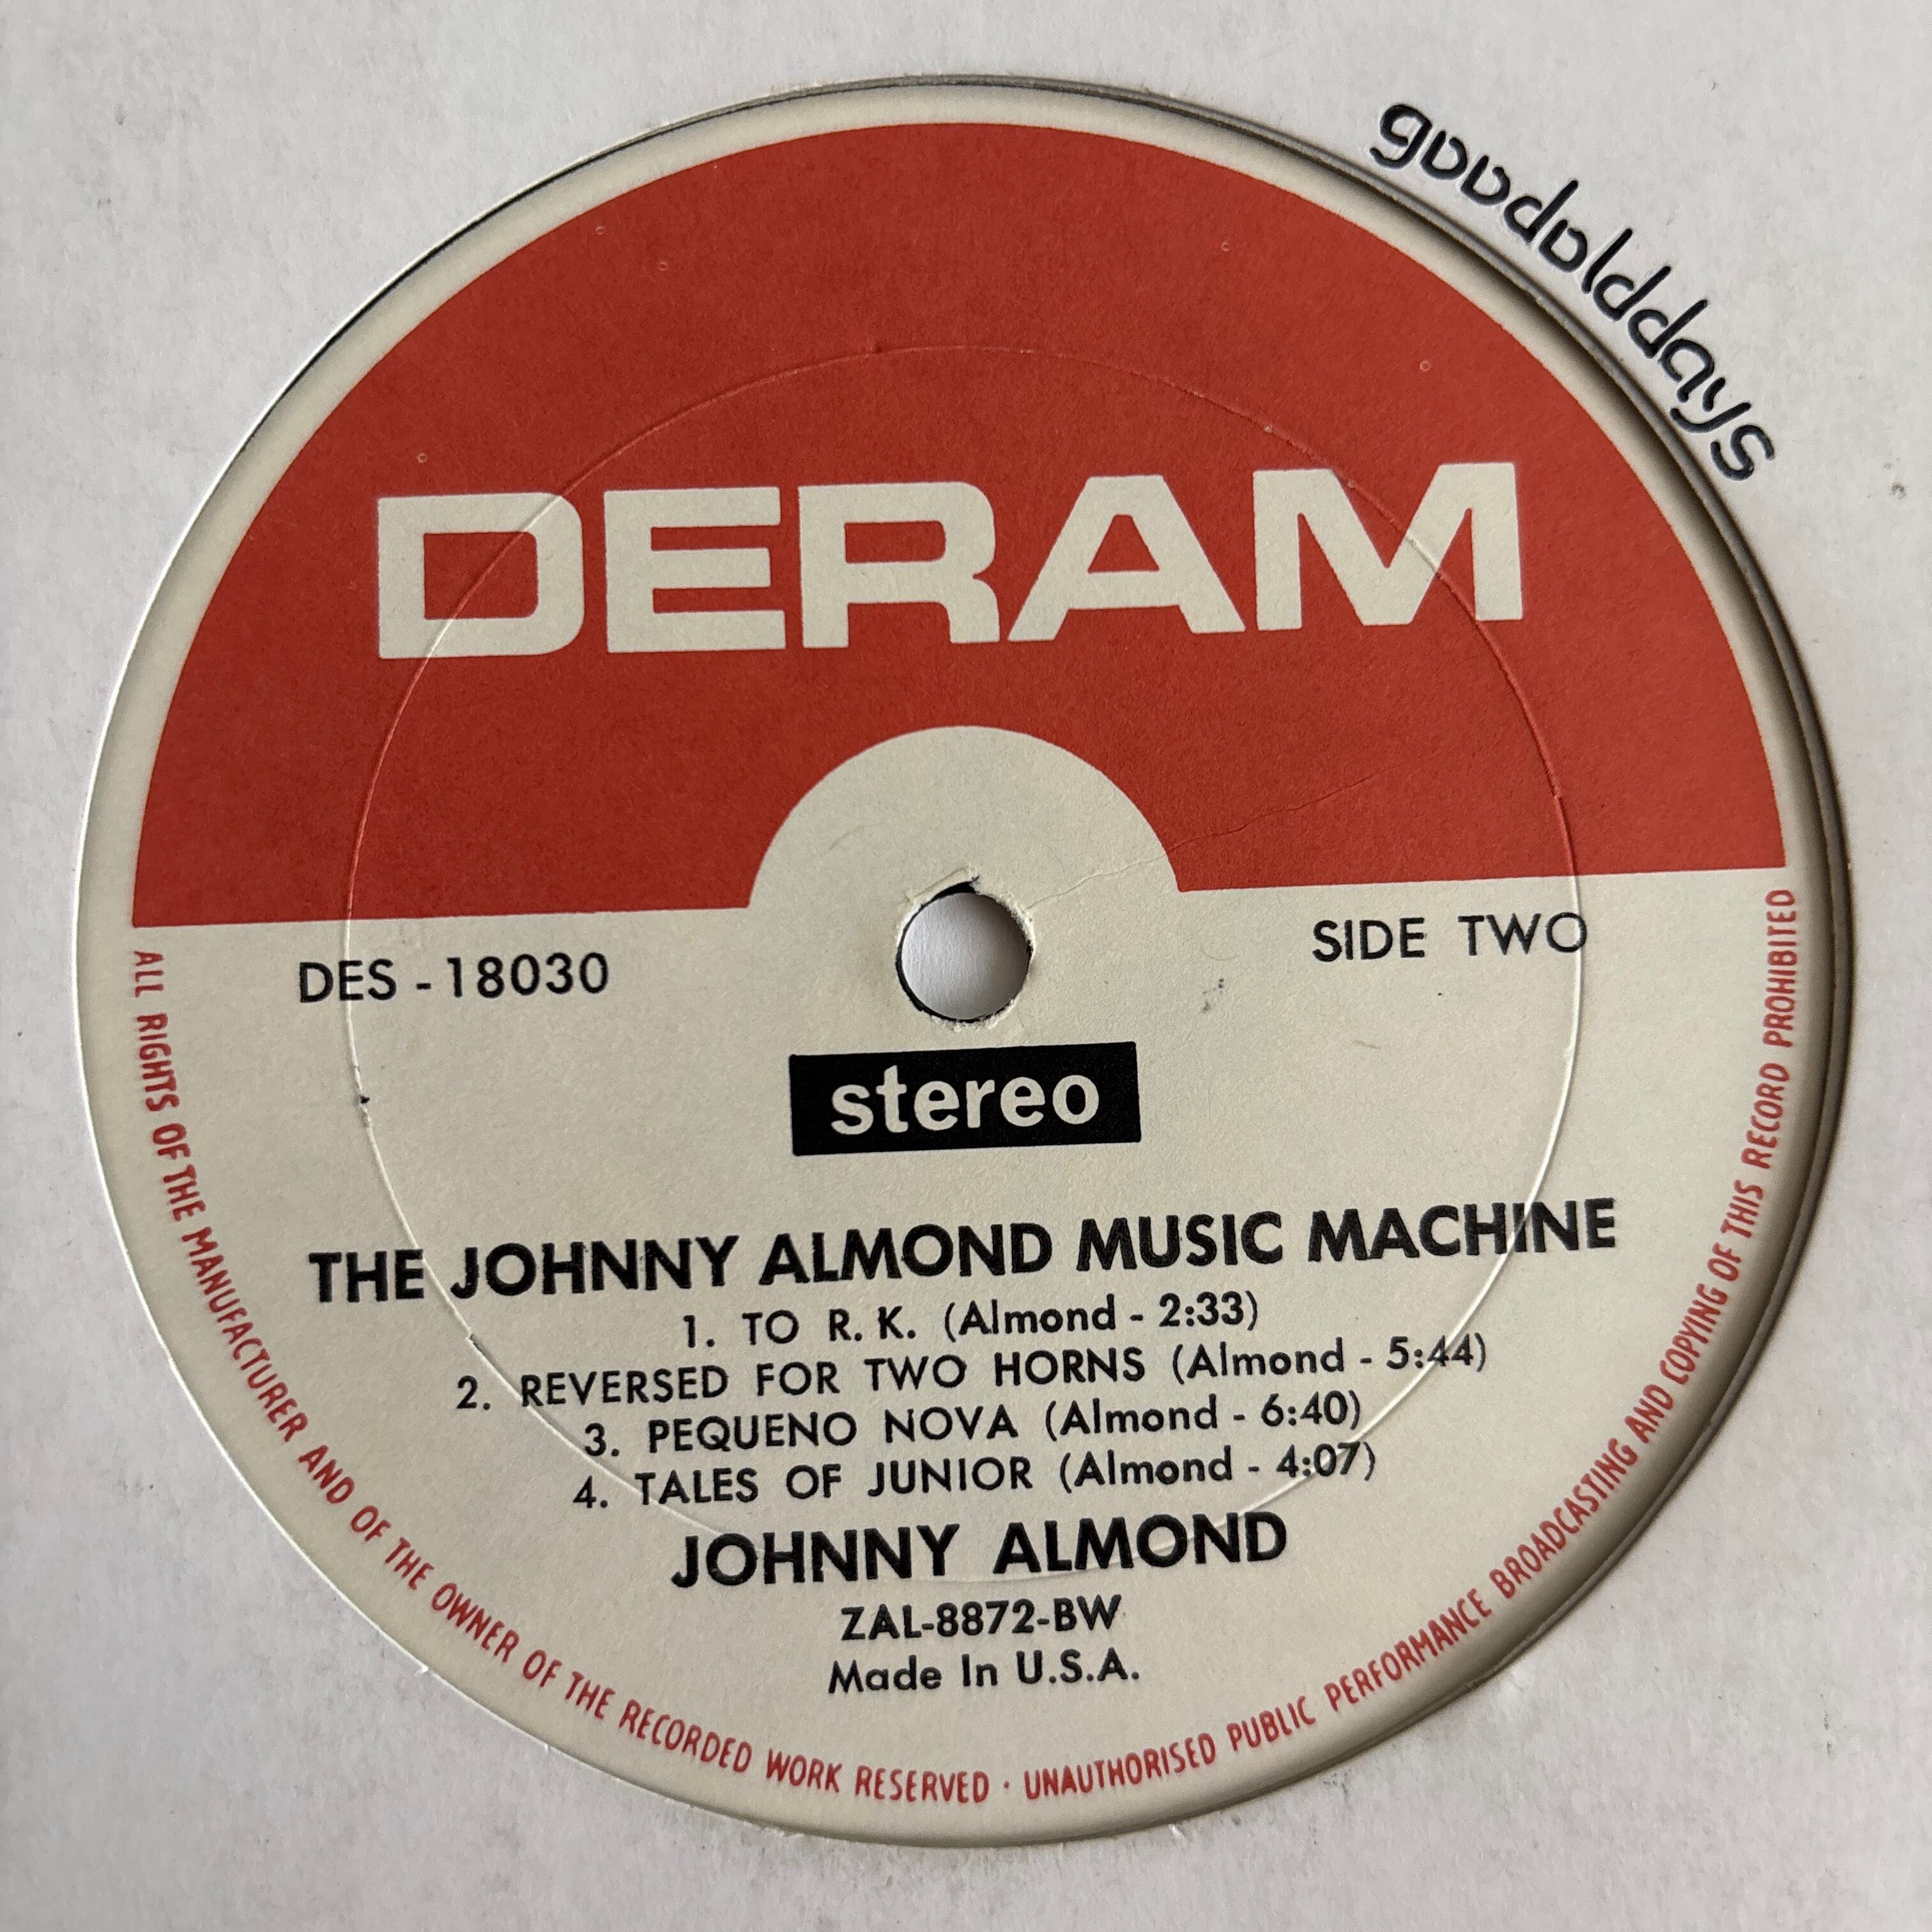 goodolddays
DERAM
DES - 18030
SIDE TWO
stereo
THE JOHNNY ALMOND MUSIC MACHINE
1. TO R. K. (Almond - 2:33)
2. REVERSED FOR TWO HORNS (Almond - 5:44)
3. PEQUENO NOVA (Almond - 6:40)
4. TALES OF JUNIOR (Almond - 4:07)
JOHNNY ALMOND
ZAL-8872-BW
Made In U.S.A.
ALL RIGHTS OF THE MANUFACTURER AND OF THE OWNER OF THE RECORDED WORK RESERVED · UNAUTHORISED PUBLIC PERFORMANCE BROADCASTING AND COPYING OF THIS RECORD PROHIBITED